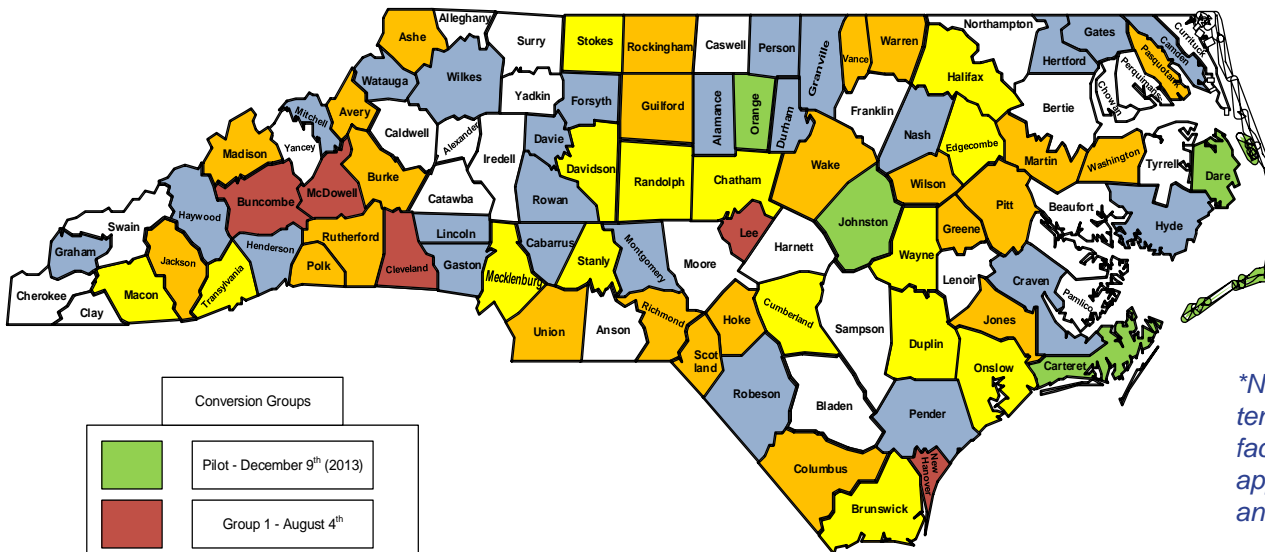 Alleghany
Northampton
Currituck
Ashe
Surry
Stokes
Rockingham
Caswell
Person
Granville
Vance
Warren
Gates
Camden
Hertford
Pasquotank
Watauga
Wilkes
Halifax
Perquimans
Chowan
Yadkin
Forsyth
Guilford
Alamance
Orange
Durham
Franklin
Bertie
Mitchell
Avery
Caldwell
Alexander
Davie
Nash
Edgecombe
Madison
Yancey
Iredell
Martin
Washington
Tyrrell
Dare
McDowell
Burke
Davidson
Randolph
Chatham
Wake
Wilson
Buncombe
Catawba
Rowan
Pitt
Beaufort
Haywood
Swain
Lee
Johnston
Greene
Hyde
Graham
Henderson
Rutherford
Lincoln
Cabarrus
Montgomery
Harnett
Wayne
Jackson
Polk
Cleveland
Gaston
Stanly
Moore
Lenoir
Craven
Pamlico
Cherokee
Macon
Transylvania
Mecklenburg
Clay
Union
Anson
Richmond
Hoke
Cumberland
Sampson
Duplin
Jones
Scot
land
Onslow
Carteret
Robeson
Bladen
Pender
Columbus
New
Hanover
Brunswick
Conversion Groups
Pilot - December 9th (2013)
Group 1 - August 4th
*N
ter
fac
ap
an